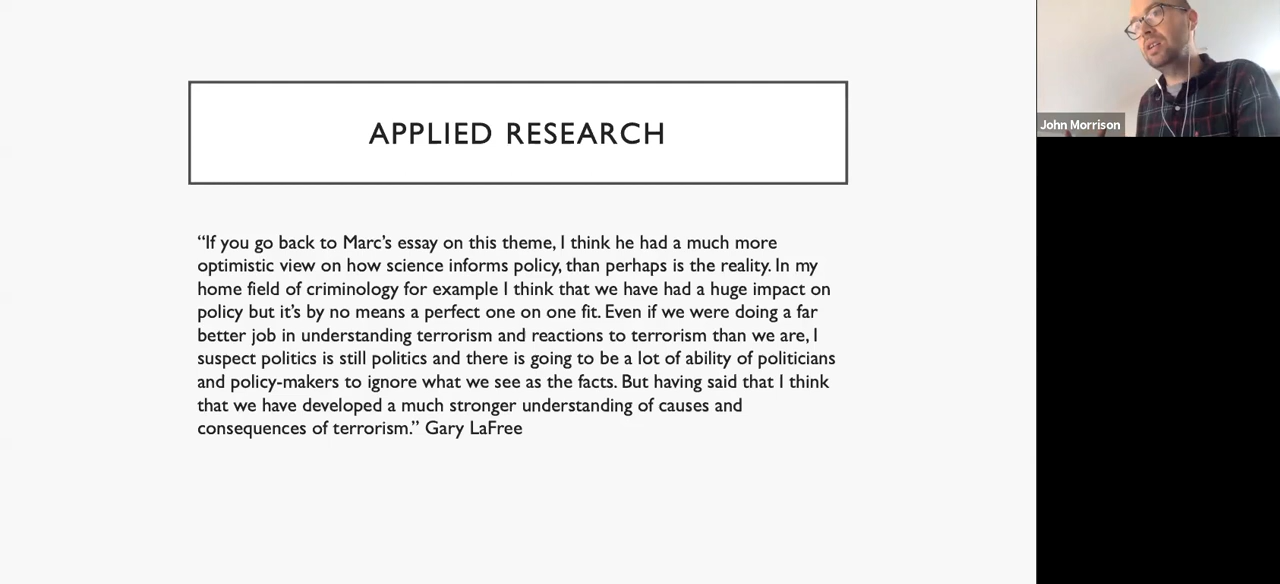 APPLIED RESEARCH
“If you go back to Marc’s essay on this theme, I think he had a much more
optimistic view on how science informs policy, than perhaps is the reality. In my
home field of criminology for example I think that we have had a huge impact on
policy but it’s by no means a perfect one on one fit. Even if we were doing a far
better job in understanding terrorism and reactions to terrorism than we are, I
suspect politics is still politics and there is going to be a lot of ability of politicians
and policy-makers to ignore what we see as the facts. But having said that I think
that we have developed a much stronger understanding of causes and
consequences of terrorism.” Gary LaFree
John Morrison